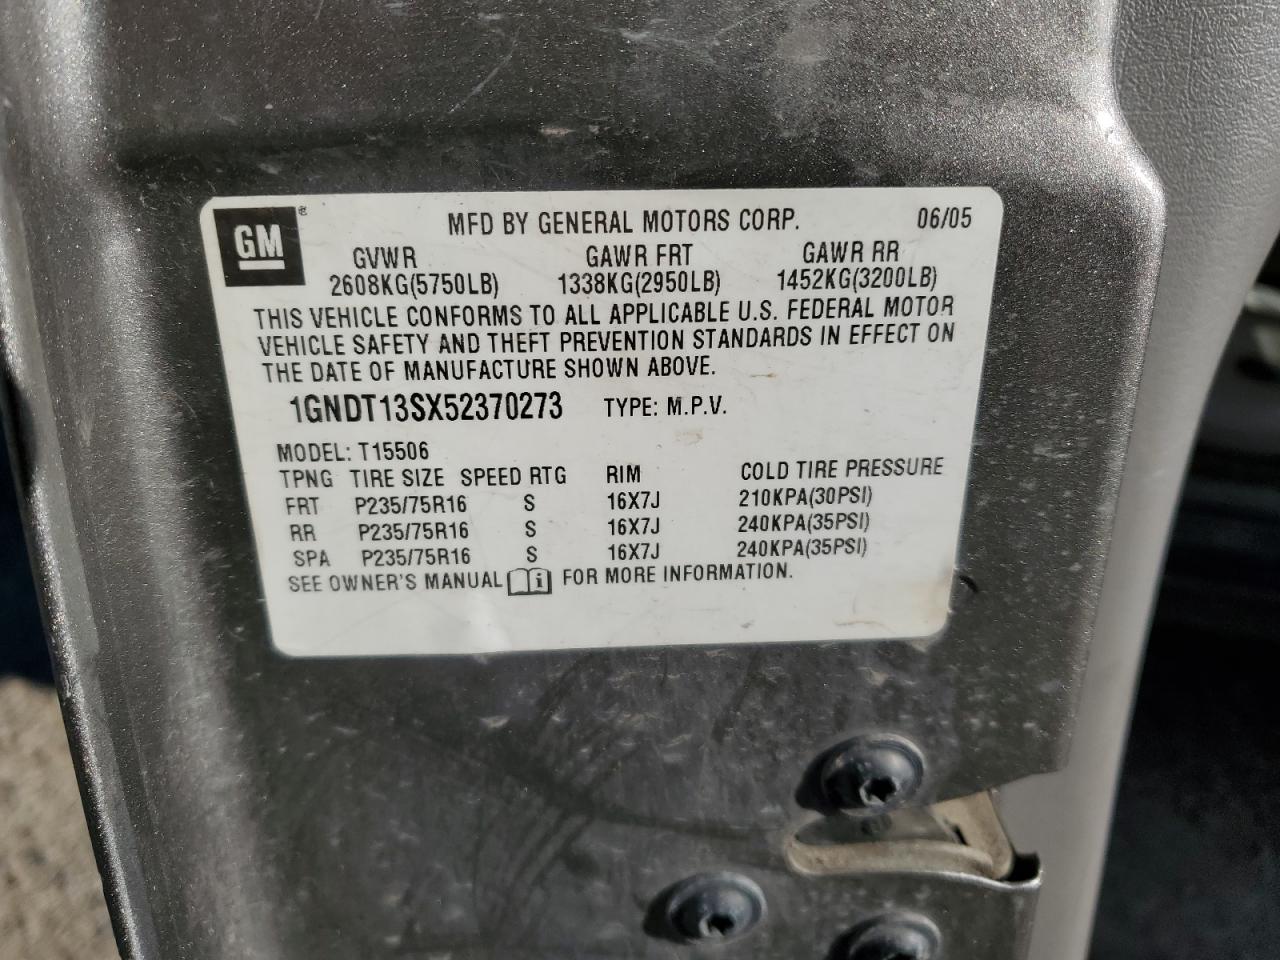 GM ® MFD BY GENERAL MOTORS CORP. 06/05
GVWR GAWR FRT GAWR RR
2608KG(5750LB) 1338KG(2950LB) 1452KG(3200LB)
THIS VEHICLE CONFORMS TO ALL APPLICABLE U.S. FEDERAL MOTOR
VEHICLE SAFETY AND THEFT PREVENTION STANDARDS IN EFFECT ON
THE DATE OF MANUFACTURE SHOWN ABOVE.
1GNDT13SX52370273 TYPE: M.P.V.
MODEL: T15506
TPNG TIRE SIZE SPEED RTG RIM COLD TIRE PRESSURE
FRT P235/75R16 S 16X7J 210KPA(30PSI)
RR P235/75R16 S 16X7J 240KPA(35PSI)
SPA P235/75R16 S 16X7J 240KPA(35PSI)
SEE OWNER'S MANUAL i FOR MORE INFORMATION.